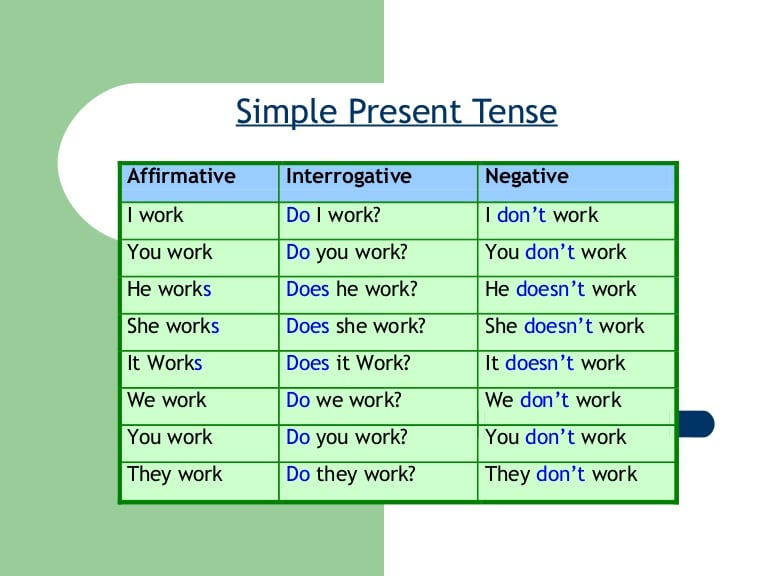 Simple Present Tense
Affirmative Interrogative Negative
I work Do I work? I don’t work
You work Do you work? You don’t work
He works Does he work? He doesn’t work
She works Does she work? She doesn’t work
It Works Does it Work? It doesn’t work
We work Do we work? We don’t work
You work Do you work? You don’t work
They work Do they work? They don’t work